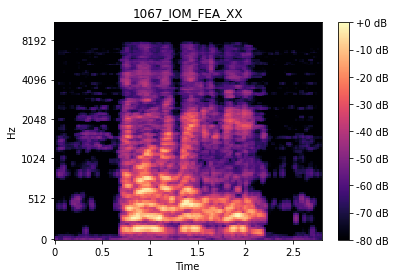 1067_IOM_FEA_XX
+0 dB
8192
-10 dB
4096
-20 dB
-30 dB
2048
Hz
-40 dB
1024
-50 dB
512
-60 dB
-70 dB
0
-80 dB
0 0.5 1 1.5 2 2.5
Time